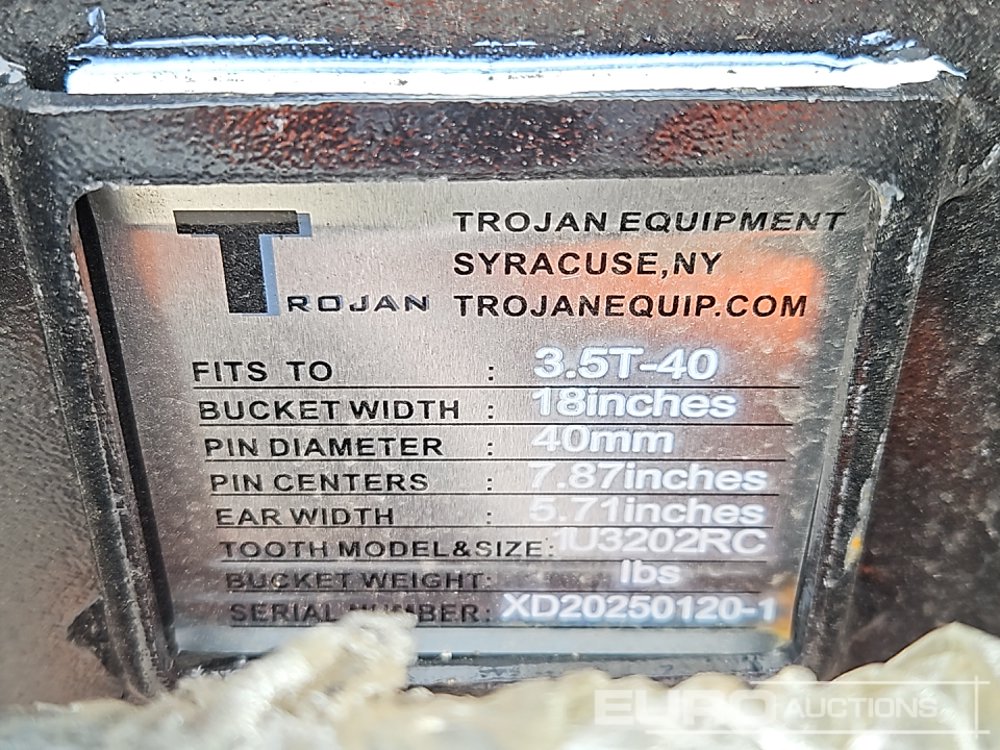 TROJAN
TROJAN EQUIPMENT
SYRACUSE,NY
TROJANEQUIP.COM
FITS TO : 3.5T-40
BUCKET WIDTH : 18inches
PIN DIAMETER : 40mm
PIN CENTERS : 7.87inches
EAR WIDTH : 5.71inches
TOOTH MODEL&SIZE: 1U3202RC
BUCKET WEIGHT: lbs
SERIAL NUMBER: XD20250120-1
EURO AUCTIONS